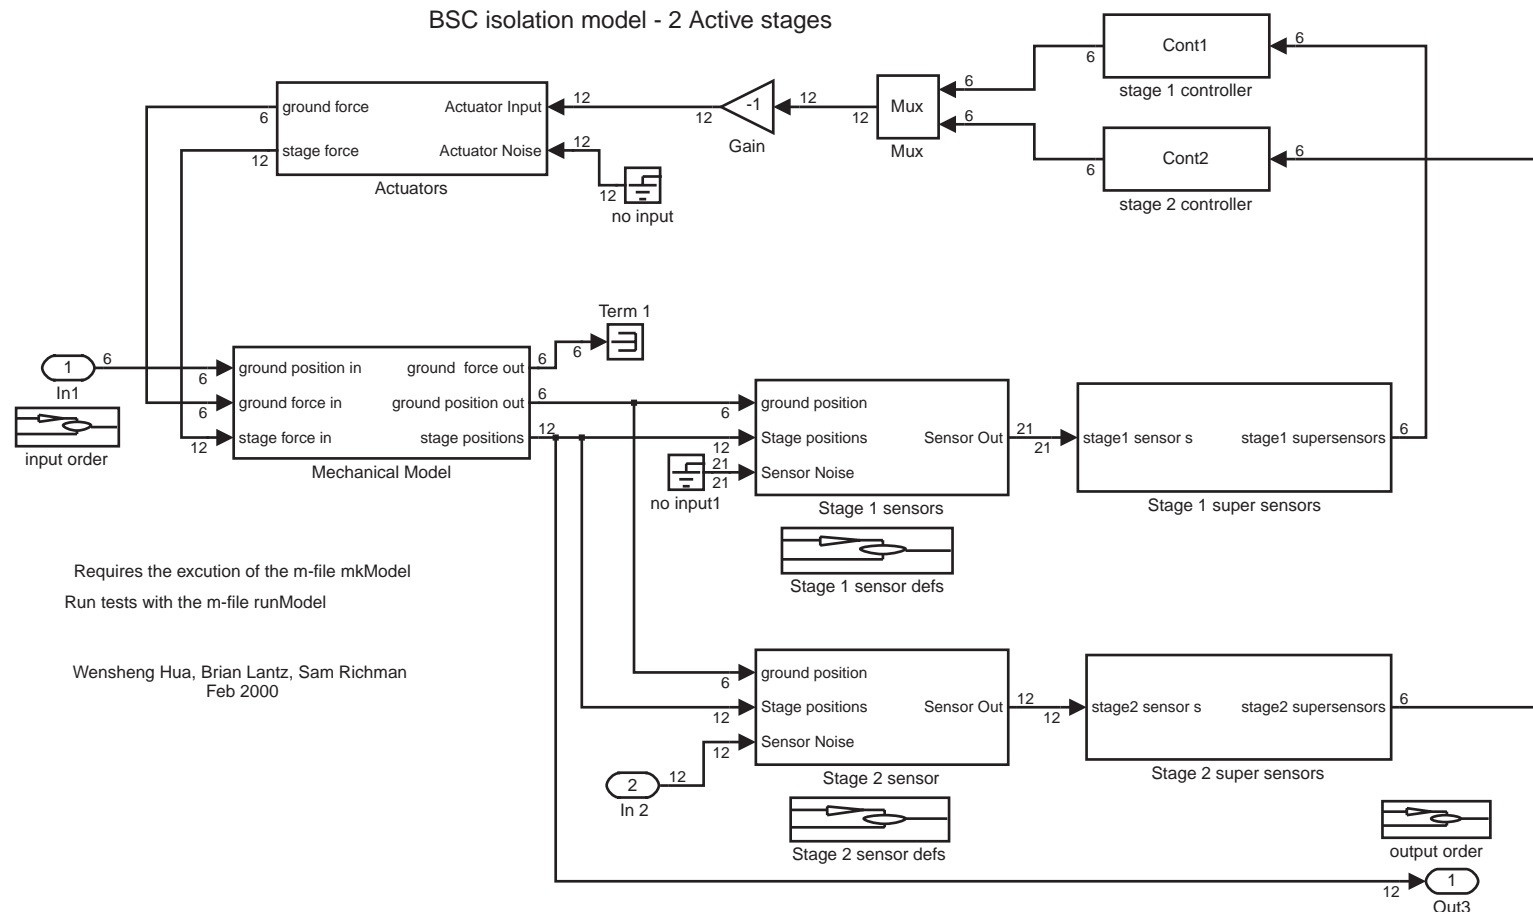 BSC isolation model - 2 Active stages
Cont1
6
6
stage 1 controller
Cont2
6
6
stage 2 controller
Mux
6
6
12
Mux
-1
12
12
Gain
ground force
Actuator Input
12
6
stage force
Actuator Noise
12
12
Actuators
12
no input
Term 1
6
6
1
6
In1
input order
ground position in
ground  force out
6
ground force in
ground position out
6
6
stage force in
stage positions
12
12
Mechanical Model
ground position
6
Stage positions
Sensor Out
21
12
21
Sensor Noise
21
21
no input1
Stage 1 sensors
Stage 1 sensor defs
stage1 sensor s
stage1 supersensors
6
Stage 1 super sensors
Requires the excution of the m-file mkModel
Run tests with the m-file runModel
Wensheng Hua, Brian Lantz, Sam Richman
Feb 2000
ground position
6
Stage positions
Sensor Out
12
12
12
Sensor Noise
12
2
12
In 2
Stage 2 sensor
Stage 2 sensor defs
stage2 sensor s
stage2 supersensors
6
Stage 2 super sensors
output order
12
1
Out3